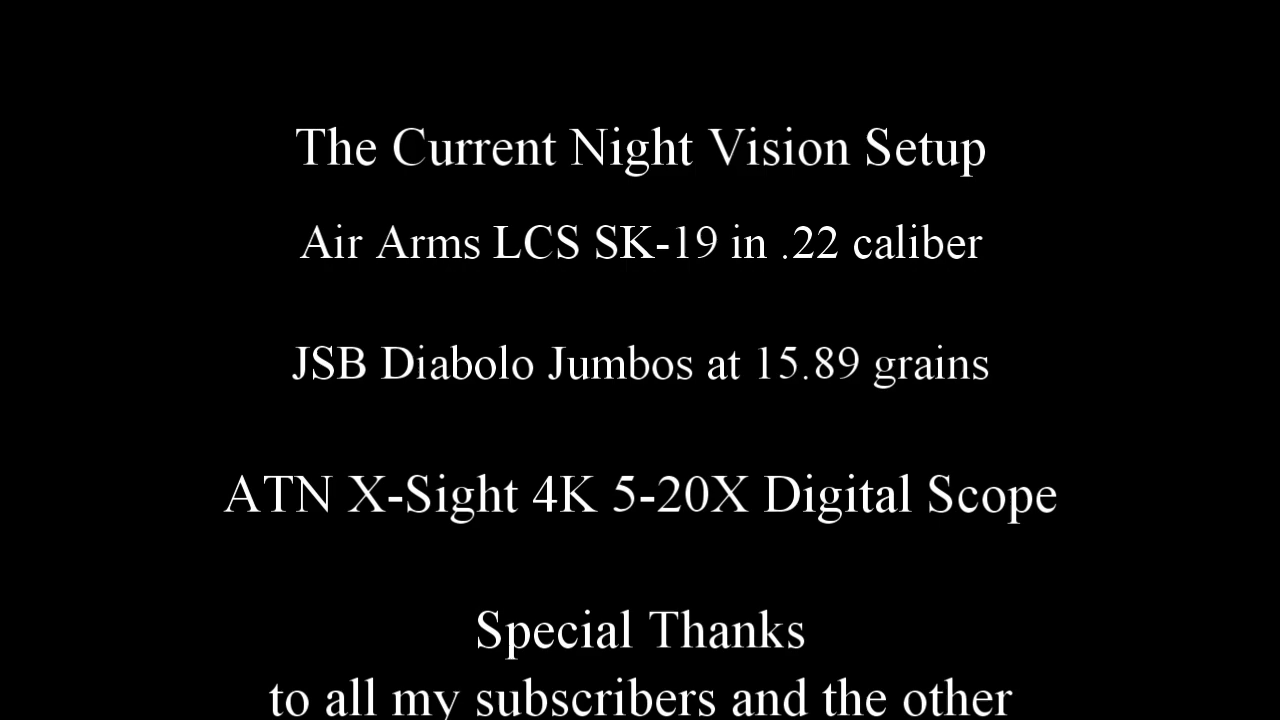 The Current Night Vision Setup
Air Arms LCS SK-19 in .22 caliber
JSB Diabolo Jumbos at 15.89 grains
ATN X-Sight 4K 5-20X Digital Scope
Special Thanks
to all my subscribers and the other